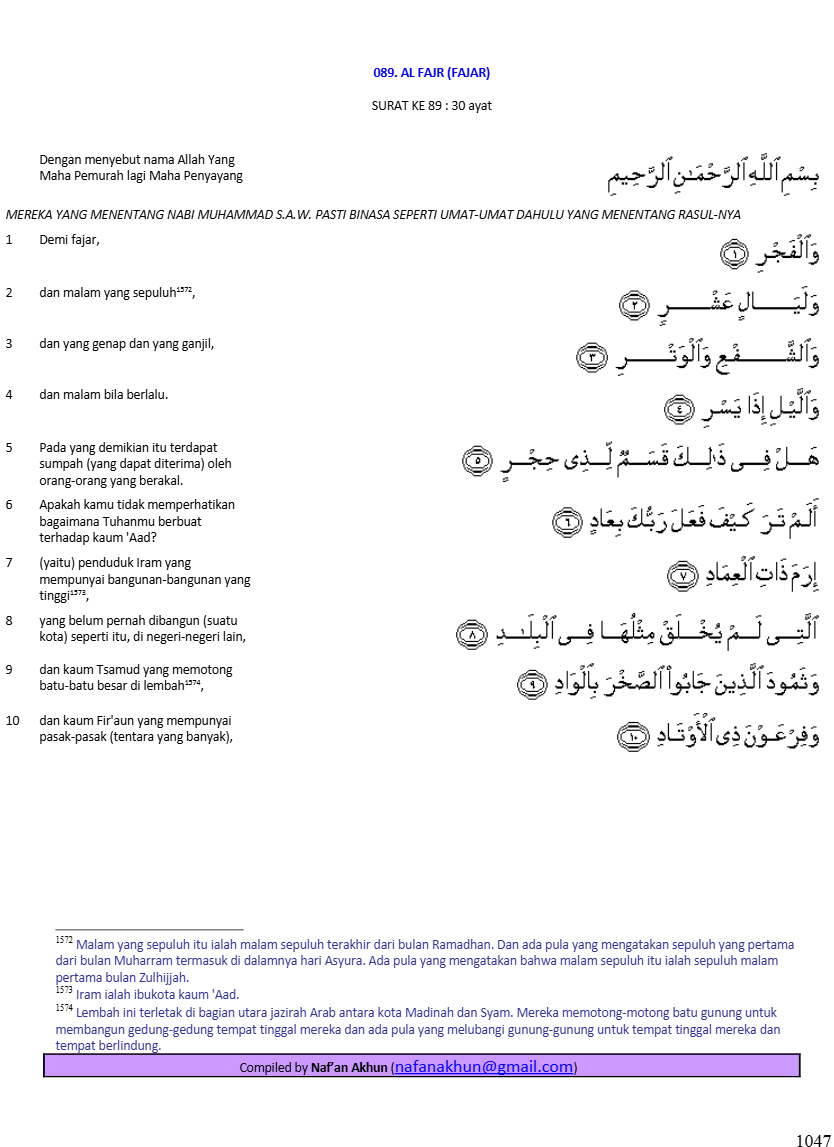 089. AL FAJR (FAJAR)
SURAT KE 89 : 30 ayat
Dengan menyebut nama Allah Yang
Maha Pemurah lagi Maha Penyayang
بِسْمِ ٱللَّهِ ٱلرَّحْمَـٰنِ ٱلرَّحِيمِ
MEREKA YANG MENENTANG NABI MUHAMMAD S.A.W. PASTI BINASA SEPERTI UMAT-UMAT DAHULU YANG MENENTANG RASUL-NYA
1 Demi fajar,
وَٱلْفَجْرِ ١
2 dan malam yang sepuluh¹⁵⁷²,
وَلَيَالٍ عَشْرٍ ٢
3 dan yang genap dan yang ganjil,
وَٱلشَّفْعِ وَٱلْوَتْرِ ٣
4 dan malam bila berlalu.
وَٱلَّيْلِ إِذَا يَسْرِ ٤
5 Pada yang demikian itu terdapat
sumpah (yang dapat diterima) oleh
orang-orang yang berakal.
هَلْ فِى ذَٰلِكَ قَسَمٌ لِّذِى حِجْرٍ ٥
6 Apakah kamu tidak memperhatikan
bagaimana Tuhanmu berbuat
terhadap kaum 'Aad?
أَلَمْ تَرَ كَيْفَ فَعَلَ رَبُّكَ بِعَادٍ ٦
7 (yaitu) penduduk Iram yang
mempunyai bangunan-bangunan yang
tinggi¹⁵⁷³,
إِرَمَ ذَاتِ ٱلْعِمَادِ ٧
8 yang belum pernah dibangun (suatu
kota) seperti itu, di negeri-negeri lain,
ٱلَّتِى لَمْ يُخْلَقْ مِثْلُهَا فِى ٱلْبِلَـٰدِ ٨
9 dan kaum Tsamud yang memotong
batu-batu besar di lembah¹⁵⁷⁴,
وَثَمُودَ ٱلَّذِينَ جَابُوا۟ ٱلصَّخْرَ بِٱلْوَادِ ٩
10 dan kaum Fir'aun yang mempunyai
pasak-pasak (tentara yang banyak),
وَفِرْعَوْنَ ذِى ٱلْأَوْتَادِ ١٠
1572 Malam yang sepuluh itu ialah malam sepuluh terakhir dari bulan Ramadhan. Dan ada pula yang mengatakan sepuluh yang pertama
dari bulan Muharram termasuk di dalamnya hari Asyura. Ada pula yang mengatakan bahwa malam sepuluh itu ialah sepuluh malam
pertama bulan Zulhijjah.
1573 Iram ialah ibukota kaum 'Aad.
1574 Lembah ini terletak di bagian utara jazirah Arab antara kota Madinah dan Syam. Mereka memotong-motong batu gunung untuk
membangun gedung-gedung tempat tinggal mereka dan ada pula yang melubangi gunung-gunung untuk tempat tinggal mereka dan
tempat berlindung.
Compiled by Naf’an Akhun (nafanakhun@gmail.com)
1047